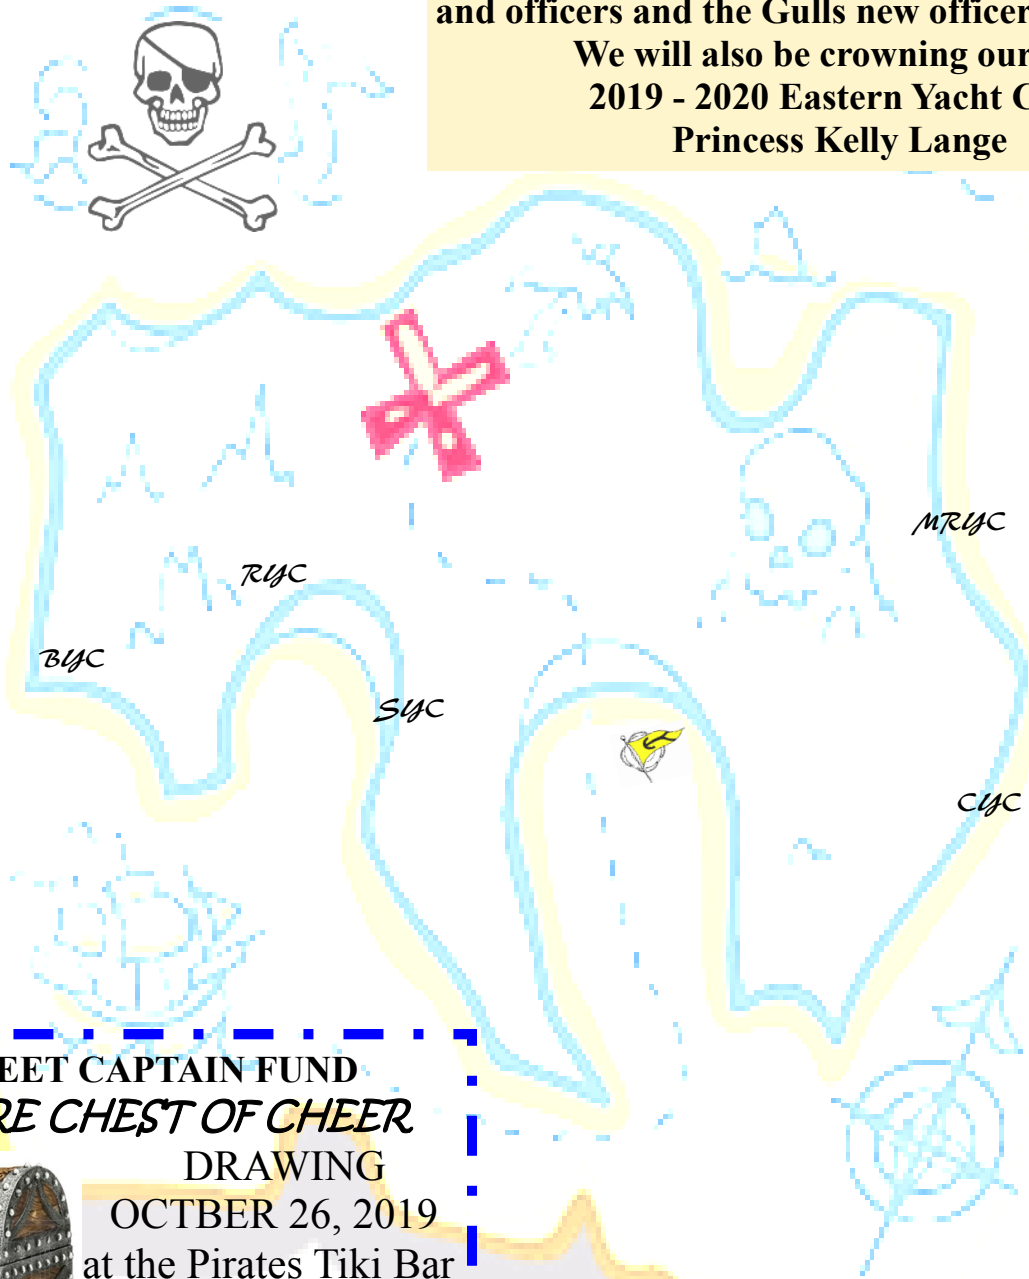 and officers and the Gulls new officer
We will also be crowning our
2019 - 2020 Eastern Yacht C
Princess Kelly Lange
MRYC
RYC
BYC
SYC
CYC
EET CAPTAIN FUND
RE CHEST OF CHEER
DRAWING
OCTBER 26, 2019
at the Pirates Tiki Bar